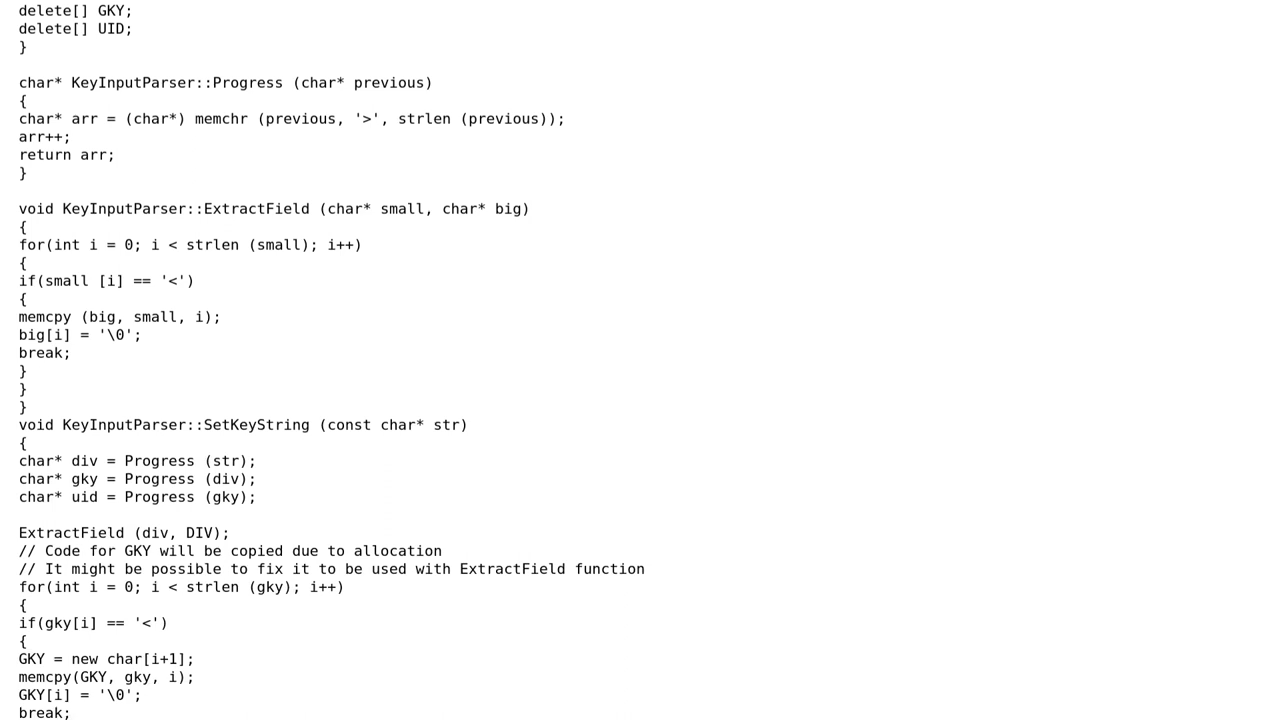 delete[] GKY;
delete[] UID;
}
char* KeyInputParser::Progress (char* previous)
{
char* arr = (char*) memchr (previous, '>', strlen (previous));
arr++;
return arr;
}
void KeyInputParser::ExtractField (char* small, char* big)
{
for(int i = 0; i < strlen (small); i++)
{
if(small [i] == '<')
{
memcpy (big, small, i);
big[i] = '\0';
break;
}
}
}
void KeyInputParser::SetKeyString (const char* str)
{
char* div = Progress (str);
char* gky = Progress (div);
char* uid = Progress (gky);
ExtractField (div, DIV);
// Code for GKY will be copied due to allocation
// It might be possible to fix it to be used with ExtractField function
for(int i = 0; i < strlen (gky); i++)
{
if(gky[i] == '<')
{
GKY = new char[i+1];
memcpy(GKY, gky, i);
GKY[i] = '\0';
break;